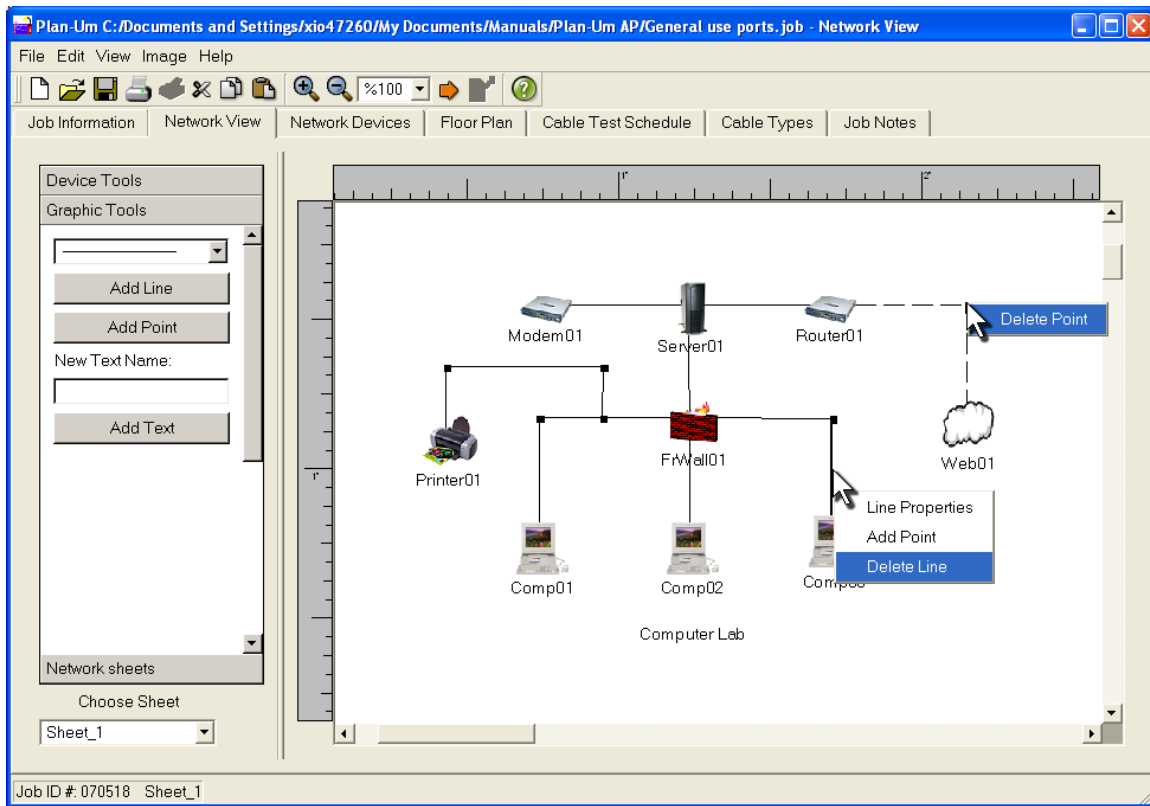 Plan-Um C:/Documents and Settings/xio47260/My Documents/Manuals/Plan-Um AP/General use ports.job - Network View
File Edit View Image Help
%100
Job Information Network View Network Devices Floor Plan Cable Test Schedule Cable Types Job Notes
Device Tools
Graphic Tools
Add Line
Add Point
New Text Name:
Add Text
Network sheets
Choose Sheet
Sheet_1
1"
2"
1"
Modem01
Server01
Router01
Delete Point
Printer01
FrWall01
Web01
Line Properties
Add Point
Delete Line
Comp01
Comp02
Computer Lab
Job ID #: 070518 Sheet_1